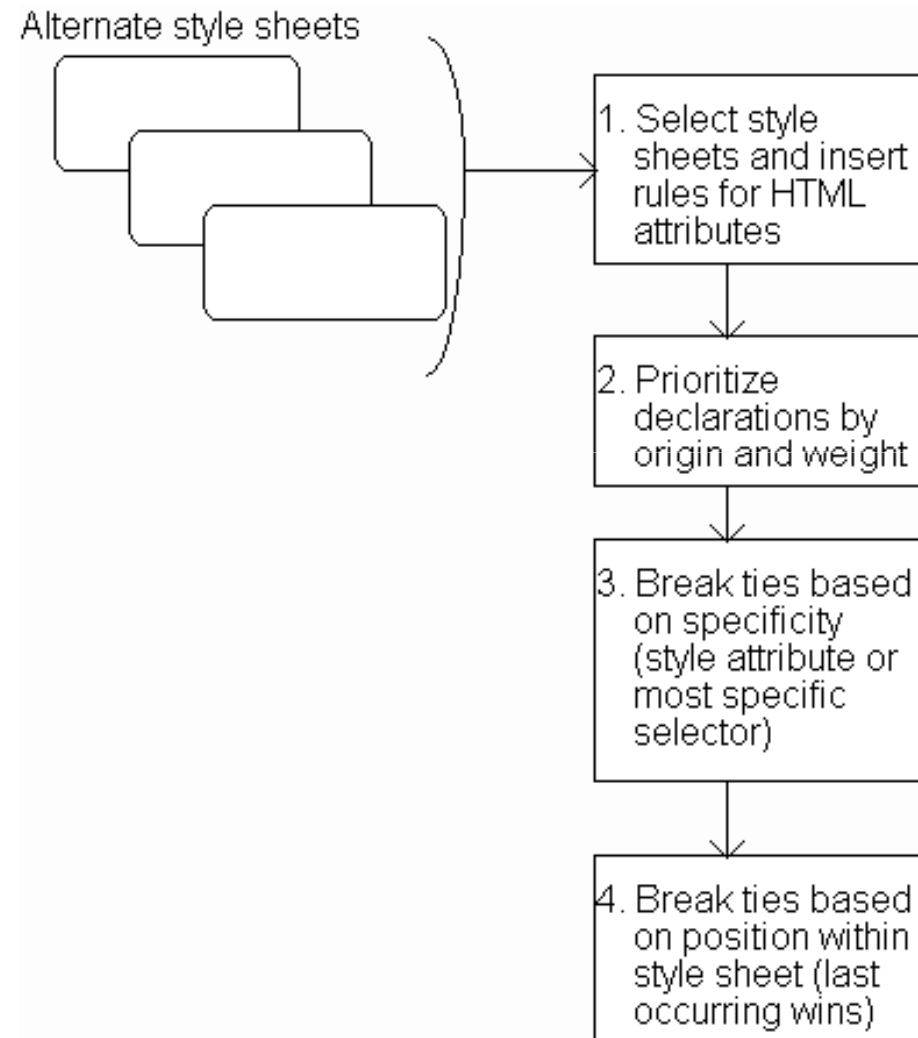 Alternate style sheets
1. Select style
sheets and insert
rules for HTML
attributes
2. Prioritize
declarations by
origin and weight
3. Break ties based
on specificity
(style attribute or
most specific
selector)
4. Break ties based
on position within
style sheet (last
occurring wins)